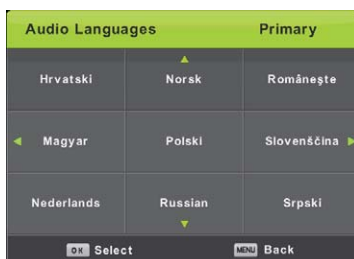 Audio Languages Primary
Hrvatski Norsk Românește
Magyar Polski Slovenščina
Nederlands Russian Srpski
OK Select MENU Back